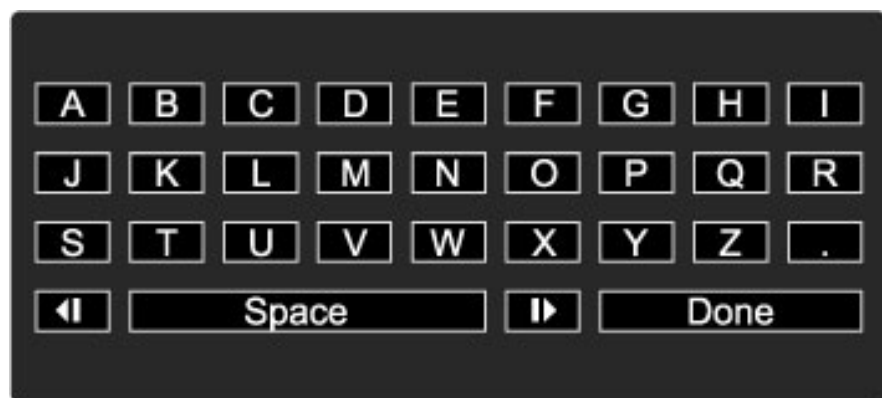 A B C D E F G H I
J K L M N O P Q R
S T U V W X Y Z .
Space Done